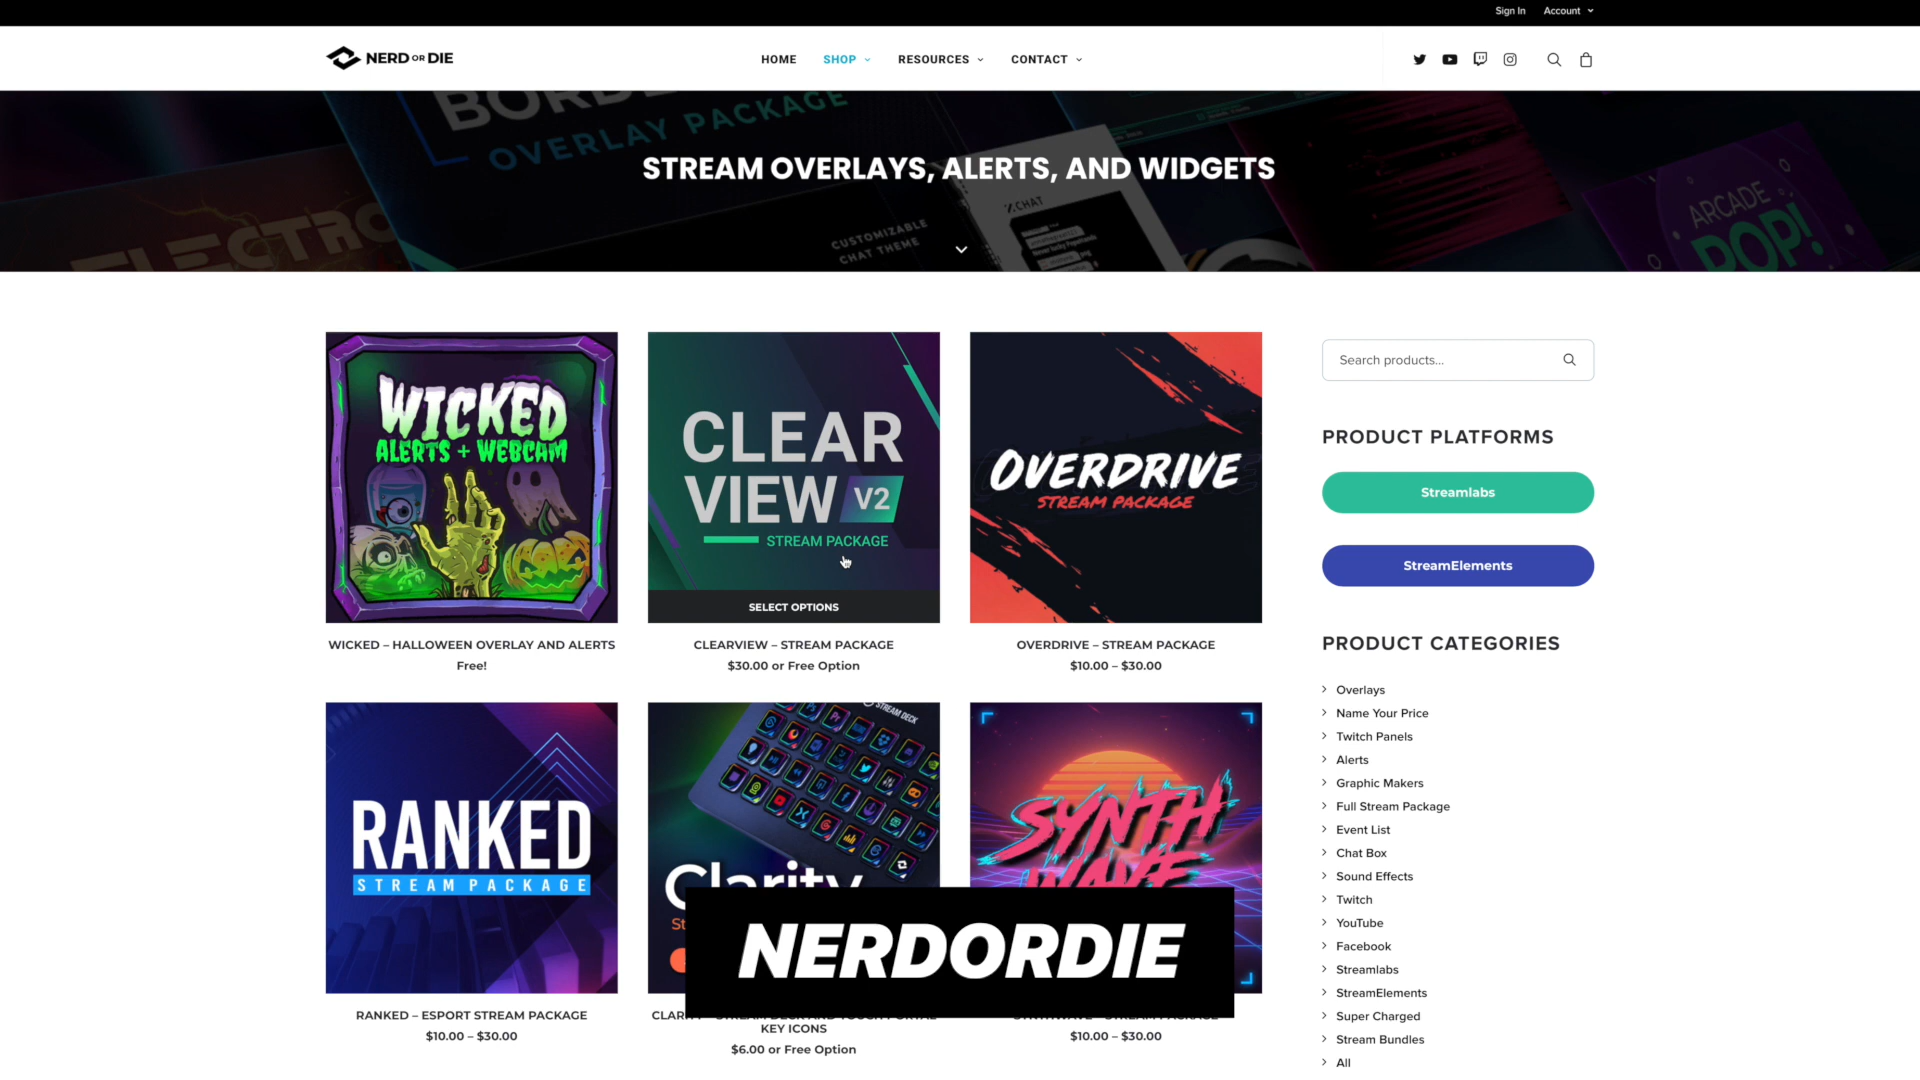 Sign In
Account
NERD OR DIE
HOME
SHOP
RESOURCES
CONTACT
OVERLAY PACKAGE
STREAM OVERLAYS, ALERTS, AND WIDGETS
CHAT
CUSTOMIZABLE
CHAT THEME
ARCADE
POP!
WICKED
ALERTS + WEBCAM
CLEAR
VIEW V2
STREAM PACKAGE
SELECT OPTIONS
OVERDRIVE
STREAM PACKAGE
WICKED – HALLOWEEN OVERLAY AND ALERTS
Free!
CLEARVIEW – STREAM PACKAGE
$30.00 or Free Option
OVERDRIVE – STREAM PACKAGE
$10.00 – $30.00
RANKED
STREAM PACKAGE
STREAM DECK
Clarity
SYNTH
WAVE
NERDORDIE
RANKED – ESPORT STREAM PACKAGE
$10.00 – $30.00
KEY ICONS
$6.00 or Free Option
$10.00 – $30.00
Search products...
PRODUCT PLATFORMS
Streamlabs
StreamElements
PRODUCT CATEGORIES
Overlays
Name Your Price
Twitch Panels
Alerts
Graphic Makers
Full Stream Package
Event List
Chat Box
Sound Effects
Twitch
YouTube
Facebook
Streamlabs
StreamElements
Super Charged
Stream Bundles
All